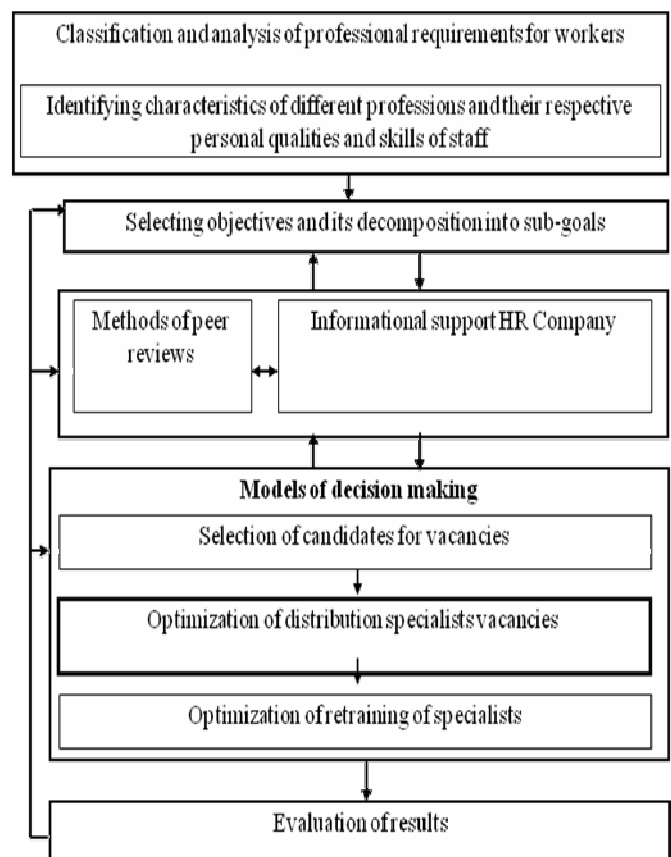 Classification and analysis of professional requirements for workers
Identifying characteristics of different professions and their respective
personal qualities and skills of staff
Selecting objectives and its decomposition into sub-goals
Methods of peer
reviews
Informational support HR Company
Models of decision making
Selection of candidates for vacancies
Optimization of distribution specialists vacancies
Optimization of retraining of specialists
Evaluation of results